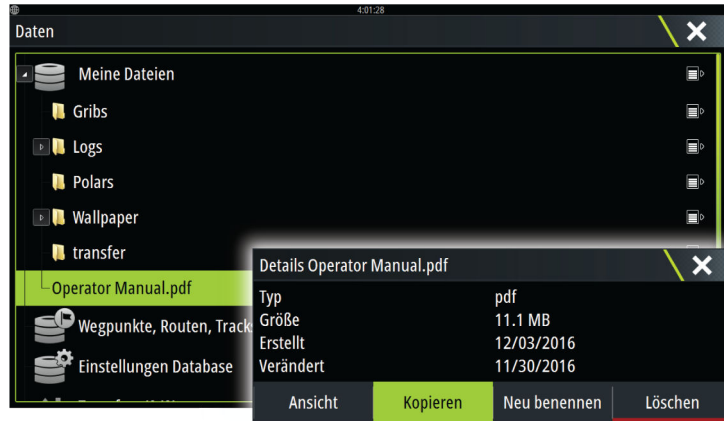 4:01:28
Daten
Meine Dateien
Gribs
Logs
Polars
Wallpaper
transfer
Operator Manual.pdf
Wegpunkte, Routen, Track
Einstellungen Database
Details Operator Manual.pdf
Typ pdf
Größe 11.1 MB
Erstellt 12/03/2016
Verändert 11/30/2016
Ansicht Kopieren Neu benennen Löschen